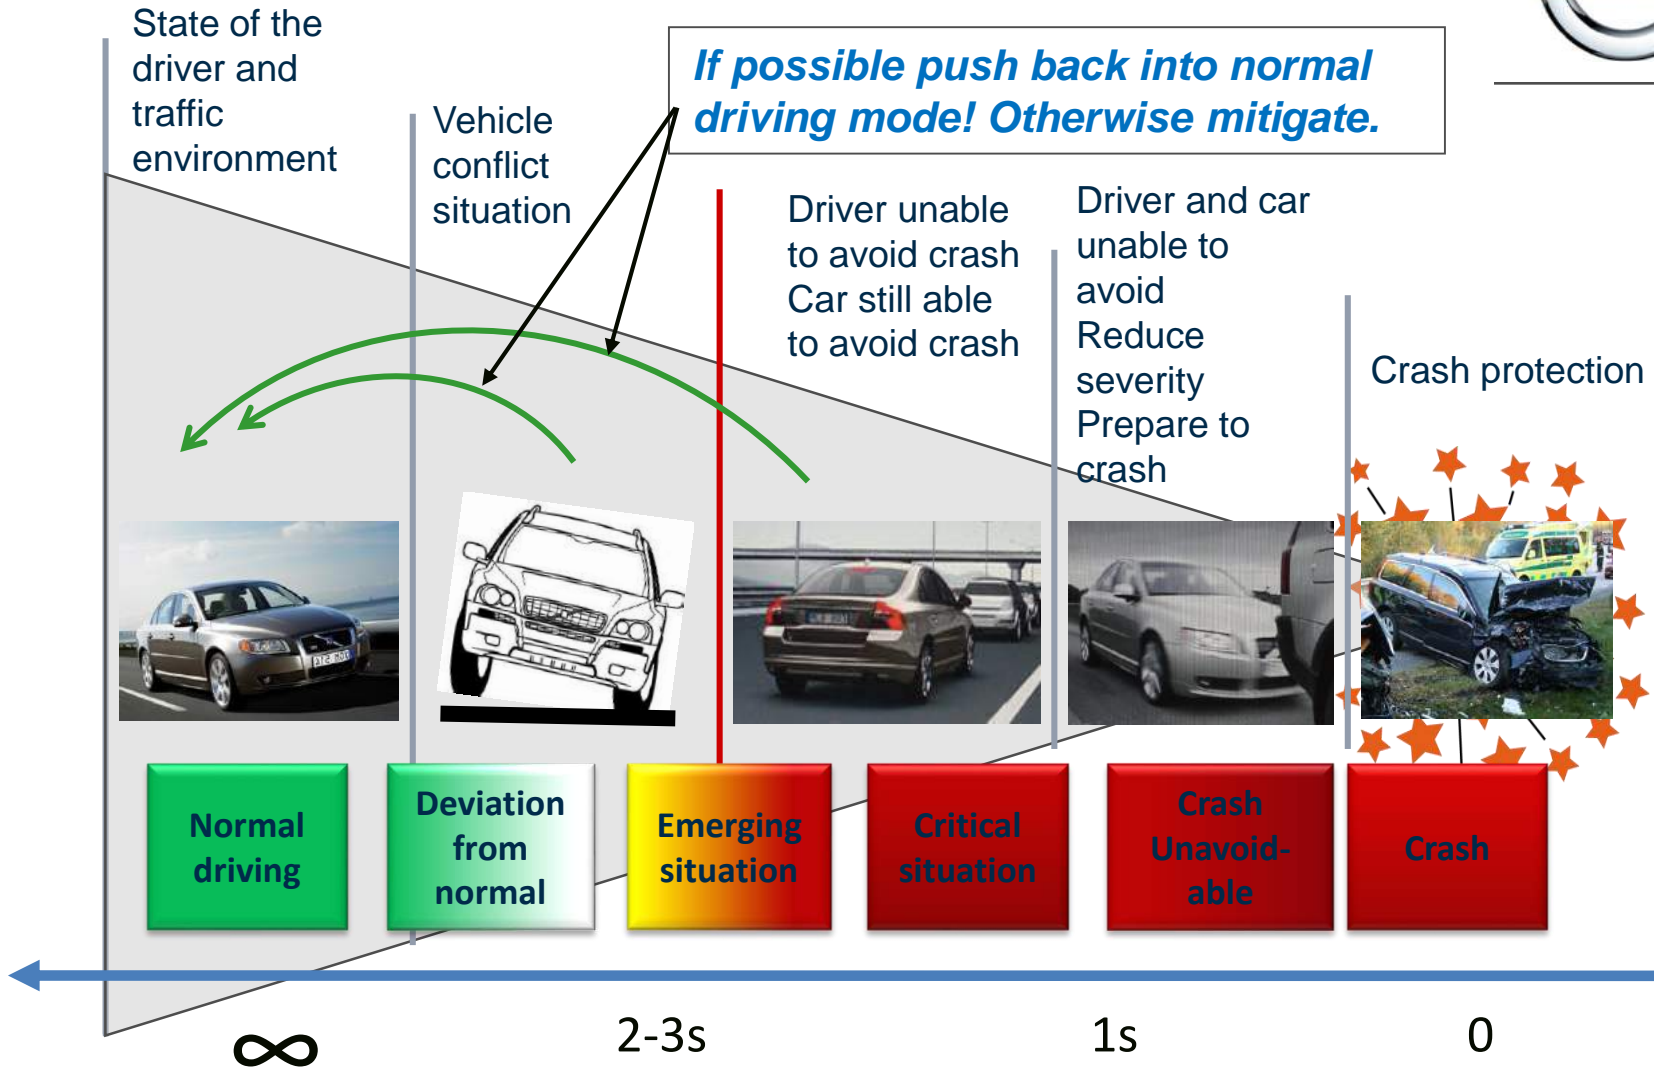 State of the
driver and
traffic
environment
Vehicle
conflict
situation
If possible push back into normal
driving mode! Otherwise mitigate.
Driver unable
to avoid crash
Car still able
to avoid crash
Driver and car
unable to
avoid
Reduce
severity
Prepare to
crash
Crash protection
Normal
driving
Deviation
from
normal
Emerging
situation
Critical
situation
Crash
Unavoid-
able
Crash
∞
2-3s
1s
0